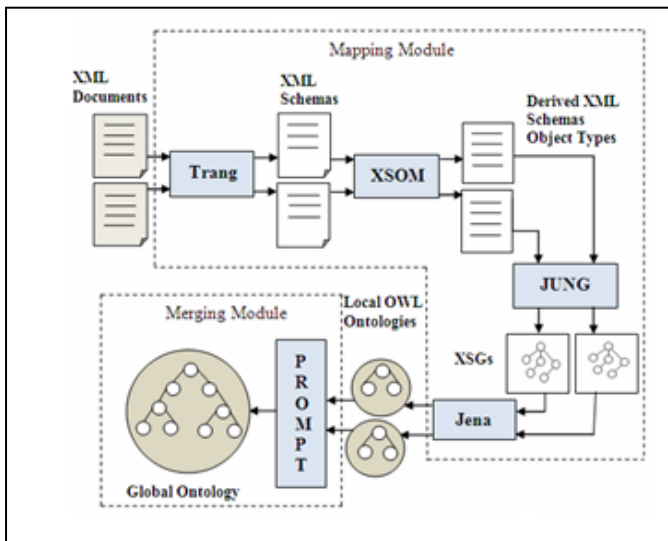 Mapping Module
XML
Documents
XML
Schemas
Derived XML
Schemas
Object Types
Trang
XSOM
JUNG
Merging Module
Local OWL
Ontologies
XSGs
P
R
O
M
P
T
Jena
Global Ontology